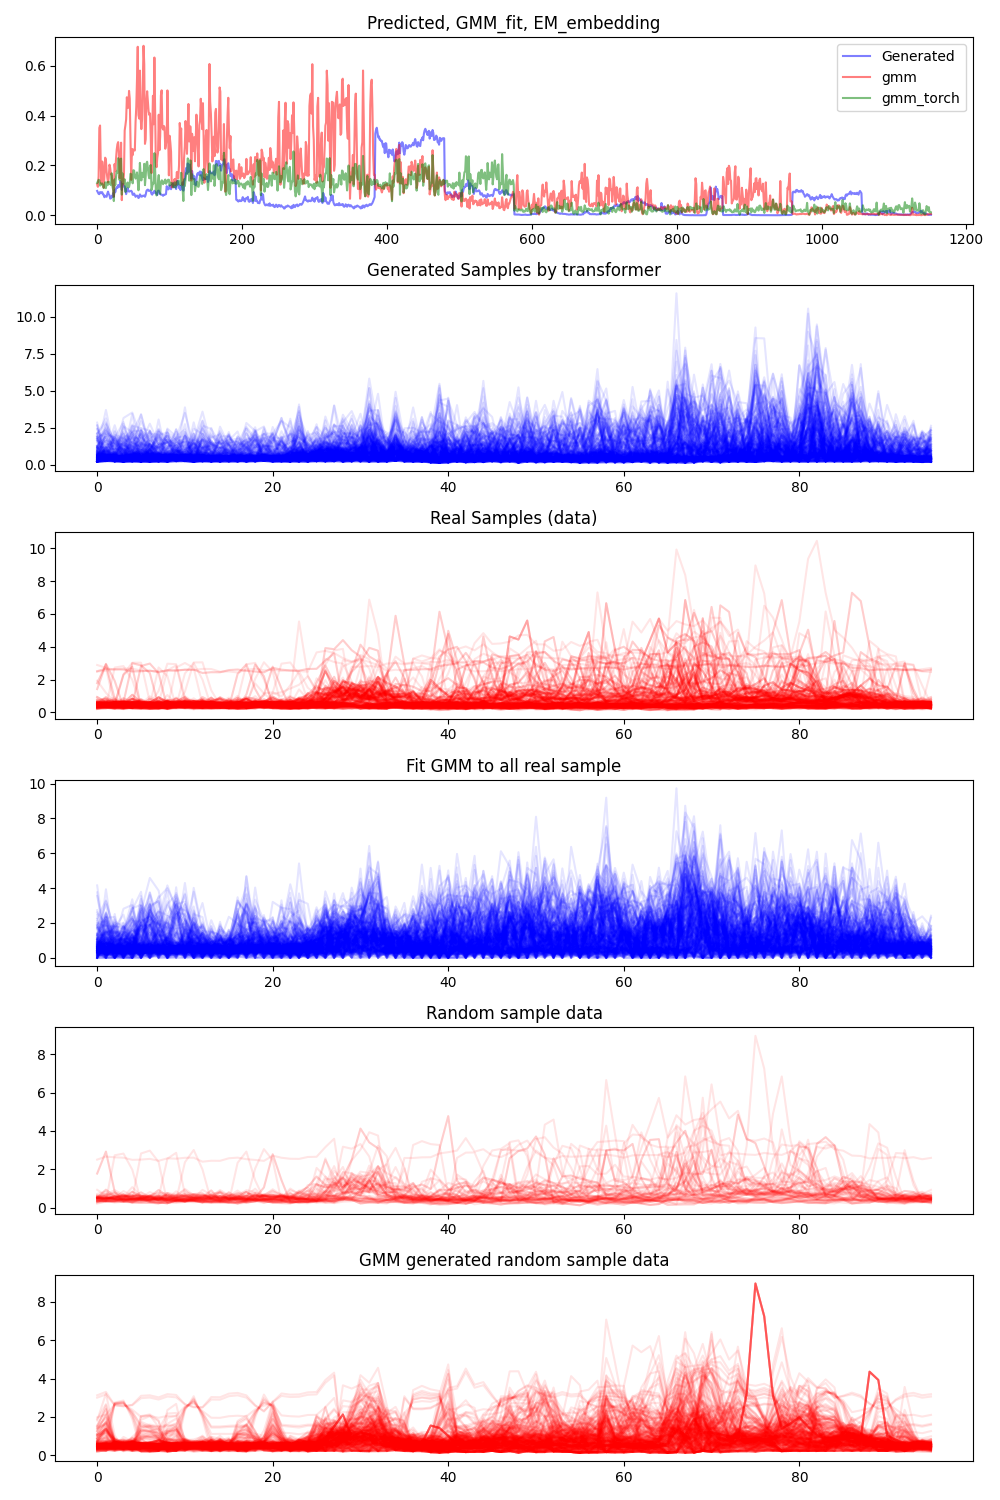 Predicted, GMM_fit, EM_embedding
Generated
gmm
gmm_torch
0.6
0.4
0.2
0.0
0 200 400 600 800 1000 1200
Generated Samples by transformer
10.0
7.5
5.0
2.5
0.0
0 20 40 60 80
Real Samples (data)
10
8
6
4
2
0
0 20 40 60 80
Fit GMM to all real sample
10
8
6
4
2
0
0 20 40 60 80
Random sample data
8
6
4
2
0
0 20 40 60 80
GMM generated random sample data
8
6
4
2
0
0 20 40 60 80